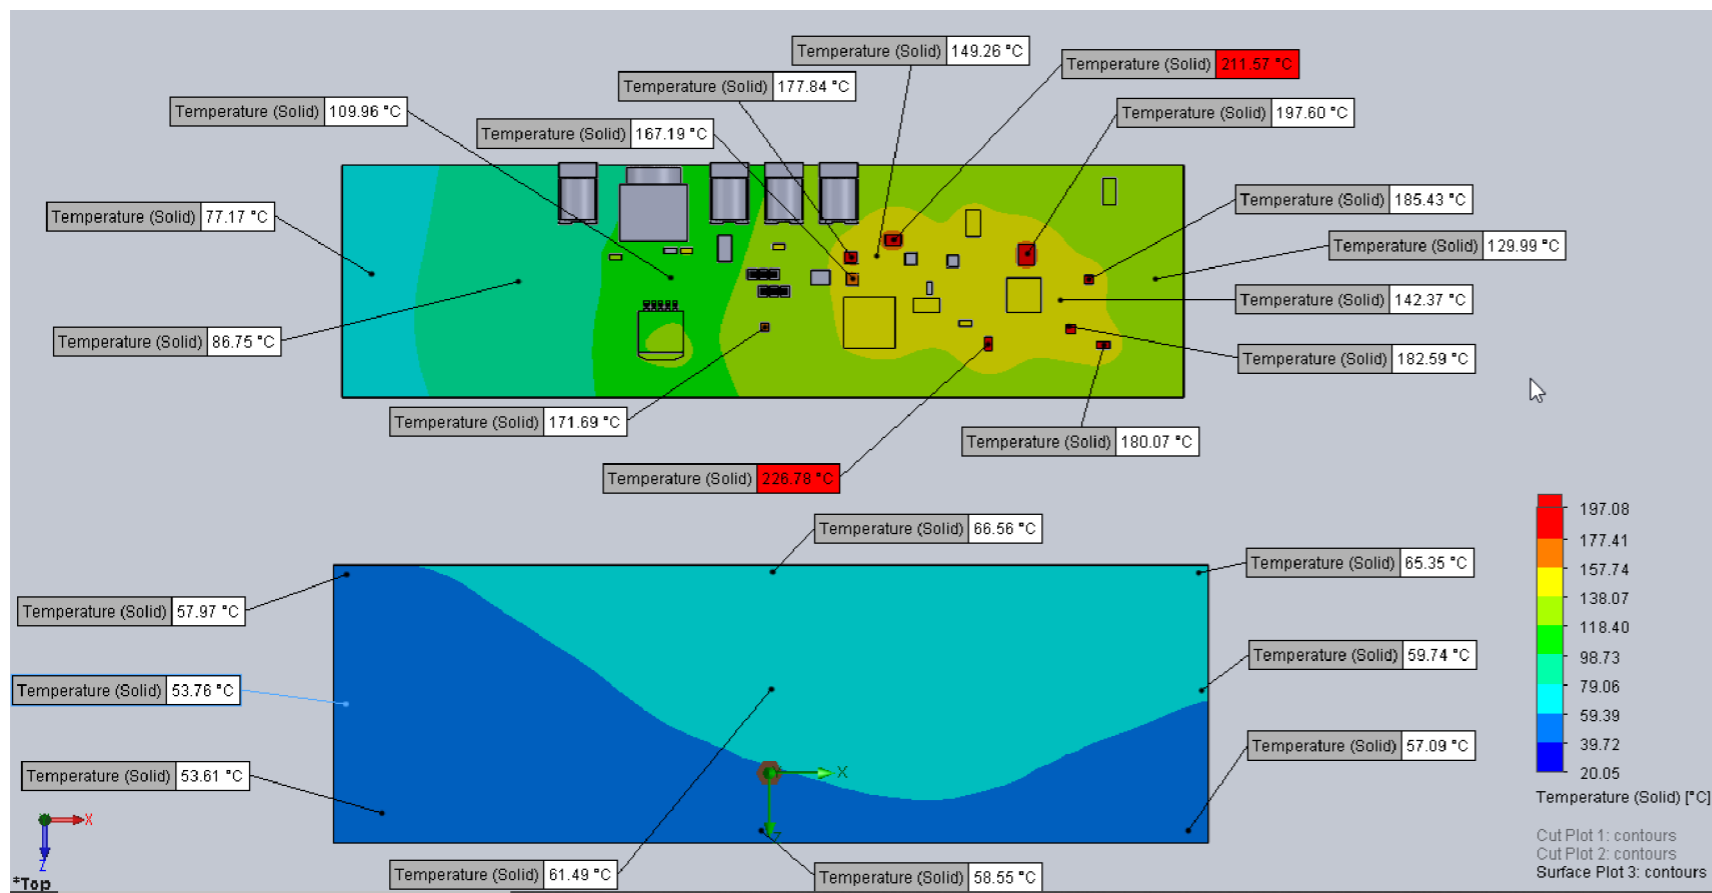 Temperature (Solid) 149.26 °C
Temperature (Solid) 211.57 °C
Temperature (Solid) 177.84 °C
Temperature (Solid) 109.96 °C
Temperature (Solid) 197.60 °C
Temperature (Solid) 167.19 °C
Temperature (Solid) 185.43 °C
Temperature (Solid) 77.17 °C
Temperature (Solid) 129.99 °C
Temperature (Solid) 142.37 °C
Temperature (Solid) 86.75 °C
Temperature (Solid) 182.59 °C
Temperature (Solid) 171.69 °C
Temperature (Solid) 180.07 °C
Temperature (Solid) 226.78 °C
Temperature (Solid) 66.56 °C
Temperature (Solid) 65.35 °C
Temperature (Solid) 57.97 °C
Temperature (Solid) 59.74 °C
Temperature (Solid) 53.76 °C
Temperature (Solid) 57.09 °C
Temperature (Solid) 53.61 °C
Temperature (Solid) 61.49 °C
Temperature (Solid) 58.55 °C
X
Z
X
Z
*Top
197.08
177.41
157.74
138.07
118.40
98.73
79.06
59.39
39.72
20.05
Temperature (Solid) [°C]
Cut Plot 1: contours
Cut Plot 2: contours
Surface Plot 3: contours